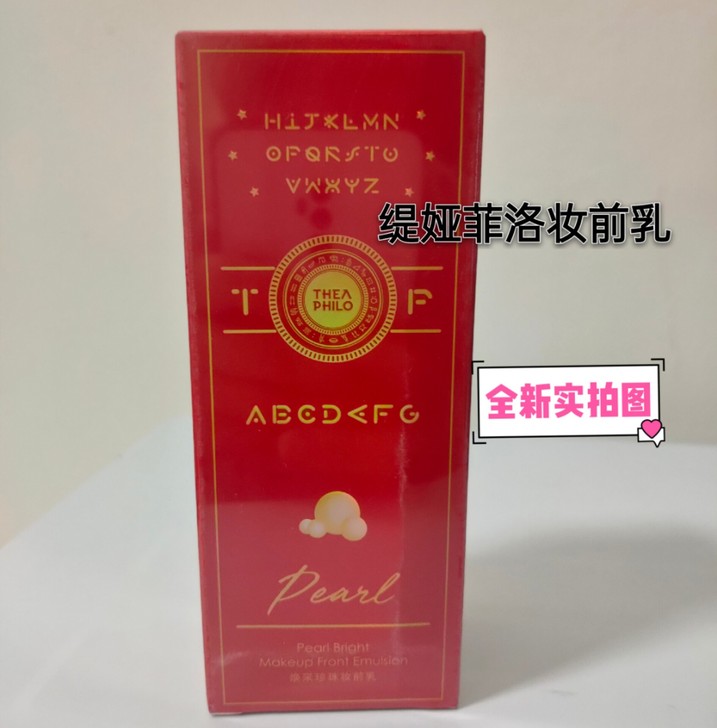 HIJKLMN
OPQRSTU
VWXYZ
缇娅菲洛妆前乳
T
THEA
PHILO
P
全新实拍图
ABCDEFG
Pearl
Pearl Bright
Makeup Front Emulsion
焕采珍珠妆前乳